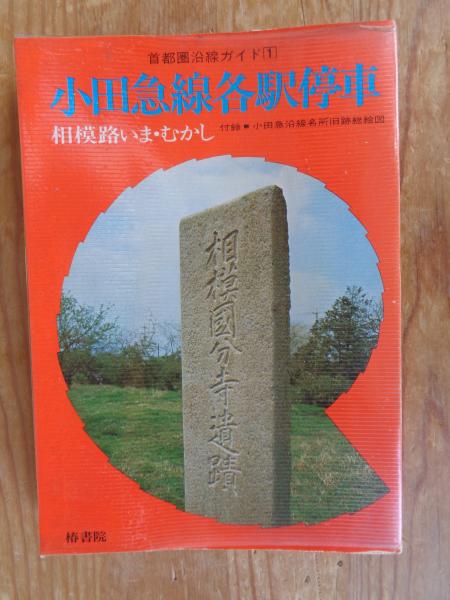 首都圏沿線ガイド1
小田急線各駅停車
相模路いま・むかし
付録■小田急沿線名所旧跡総絵図
相模國分寺遺蹟
椿書院